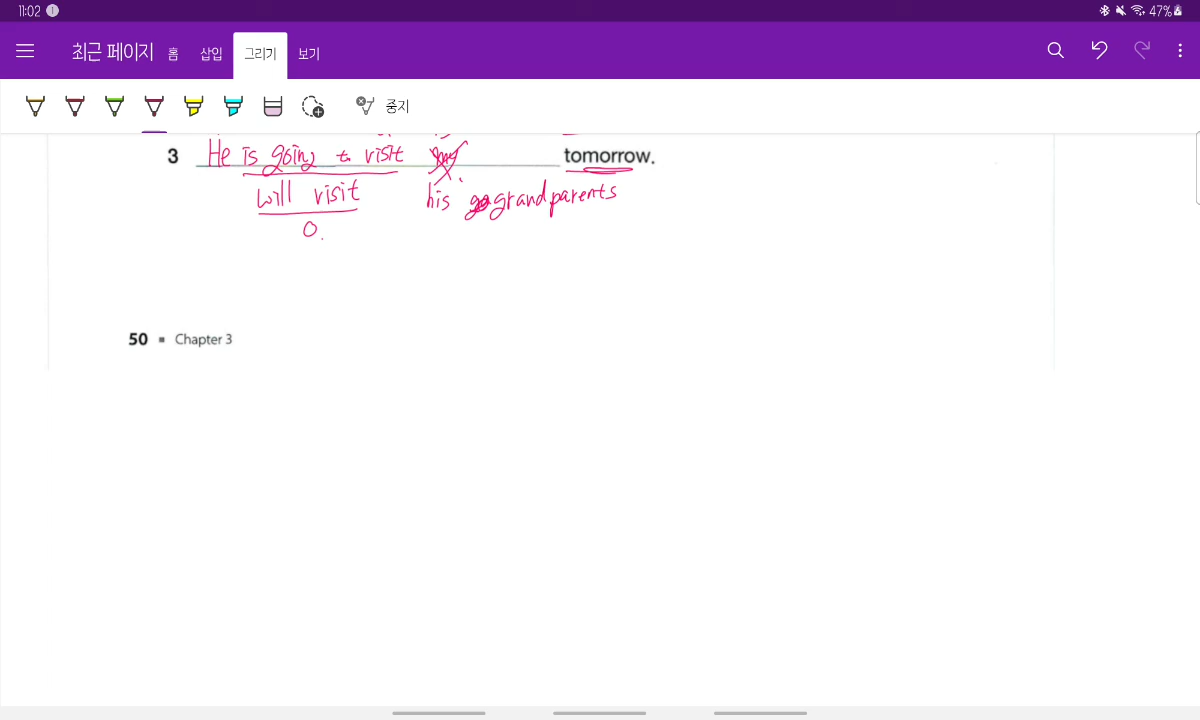 11:02
47%
최근 페이지 홈 삽입 그리기 보기
중지
3 He is going to visit tomorrow.
will visit his grandparents
O.
50 ▪ Chapter 3